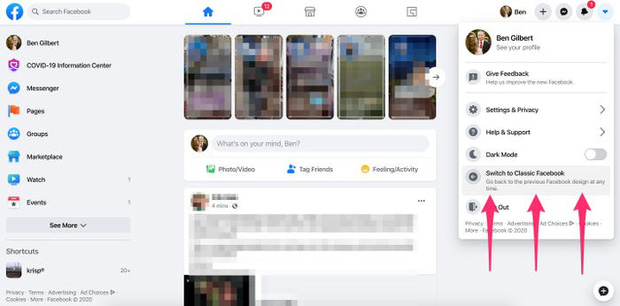 Search Facebook
12
Ben
1
Ben Gilbert
COVID-19 Information Center
Messenger
Pages
Groups
Marketplace
Watch 1
Events 1
See More
Shortcuts
krisp® 20+
Privacy · Terms · Advertising · Ad Choices ·
Cookies · More · Facebook © 2020
What's on your mind, Ben?
Photo/Video
Tag Friends
Feeling/Activity
4 mins ·
Ben Gilbert
See your profile
Give Feedback
Help us improve the new Facebook.
Settings & Privacy
Help & Support
Dark Mode
Switch to Classic Facebook
Go back to the previous Facebook design at any
time.
Out
Privacy · Terms · Advertising · Ad Choices · Cookies ·
More · Facebook © 2020